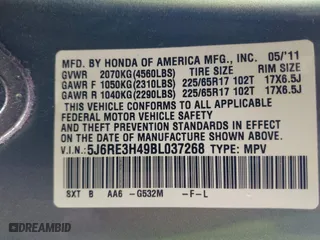 MFD. BY HONDA OF AMERICA MFG., INC. 05/'11
GVWR 2070KG(4560LBS) TIRE SIZE RIM SIZE
GAWR F 1050KG(2310LBS) 225/65R17 102T 17X6.5J
GAWR R 1040KG(2290LBS) 225/65R17 102T 17X6.5J
THIS VEHICLE CONFORMS TO ALL APPLICABLE
FEDERAL MOTOR VEHICLE SAFETY AND
THEFT PREVENTION STANDARDS IN EFFECT ON
THE DATE OF MANUFACTURE SHOWN ABOVE.
V.I.N: 5J6RE3H49BL037268 TYPE: MPV
SXT B AA6 -G532M -F-L
DREAMBID